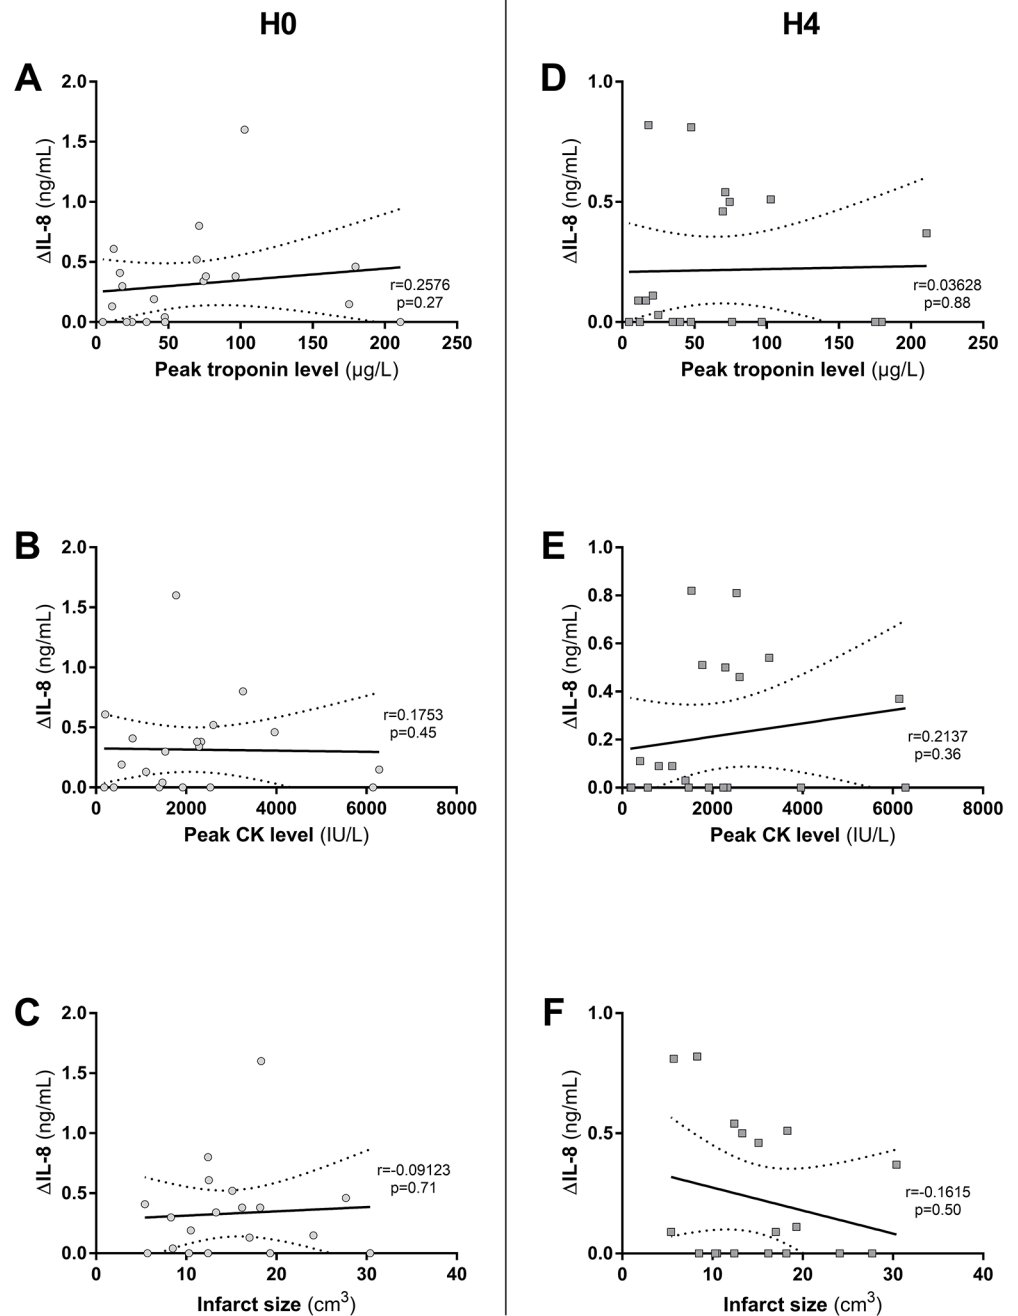 H0
H4
A
2.0
1.5
1.0
0.5
0.0
ΔIL-8 (ng/mL)
r=0.2576
p=0.27
0 50 100 150 200 250
Peak troponin level (µg/L)
D
1.0
0.5
0.0
ΔIL-8 (ng/mL)
r=0.03628
p=0.88
0 50 100 150 200 250
Peak troponin level (µg/L)
B
2.0
1.5
1.0
0.5
0.0
ΔIL-8 (ng/mL)
r=0.1753
p=0.45
0 2000 4000 6000 8000
Peak CK level (IU/L)
E
1.0
0.8
0.6
0.4
0.2
0.0
ΔIL-8 (ng/mL)
r=0.2137
p=0.36
0 2000 4000 6000 8000
Peak CK level (IU/L)
C
2.0
1.5
1.0
0.5
0.0
ΔIL-8 (ng/mL)
r=-0.09123
p=0.71
0 10 20 30 40
Infarct size (cm³)
F
1.0
0.5
0.0
ΔIL-8 (ng/mL)
r=-0.1615
p=0.50
0 10 20 30 40
Infarct size (cm³)